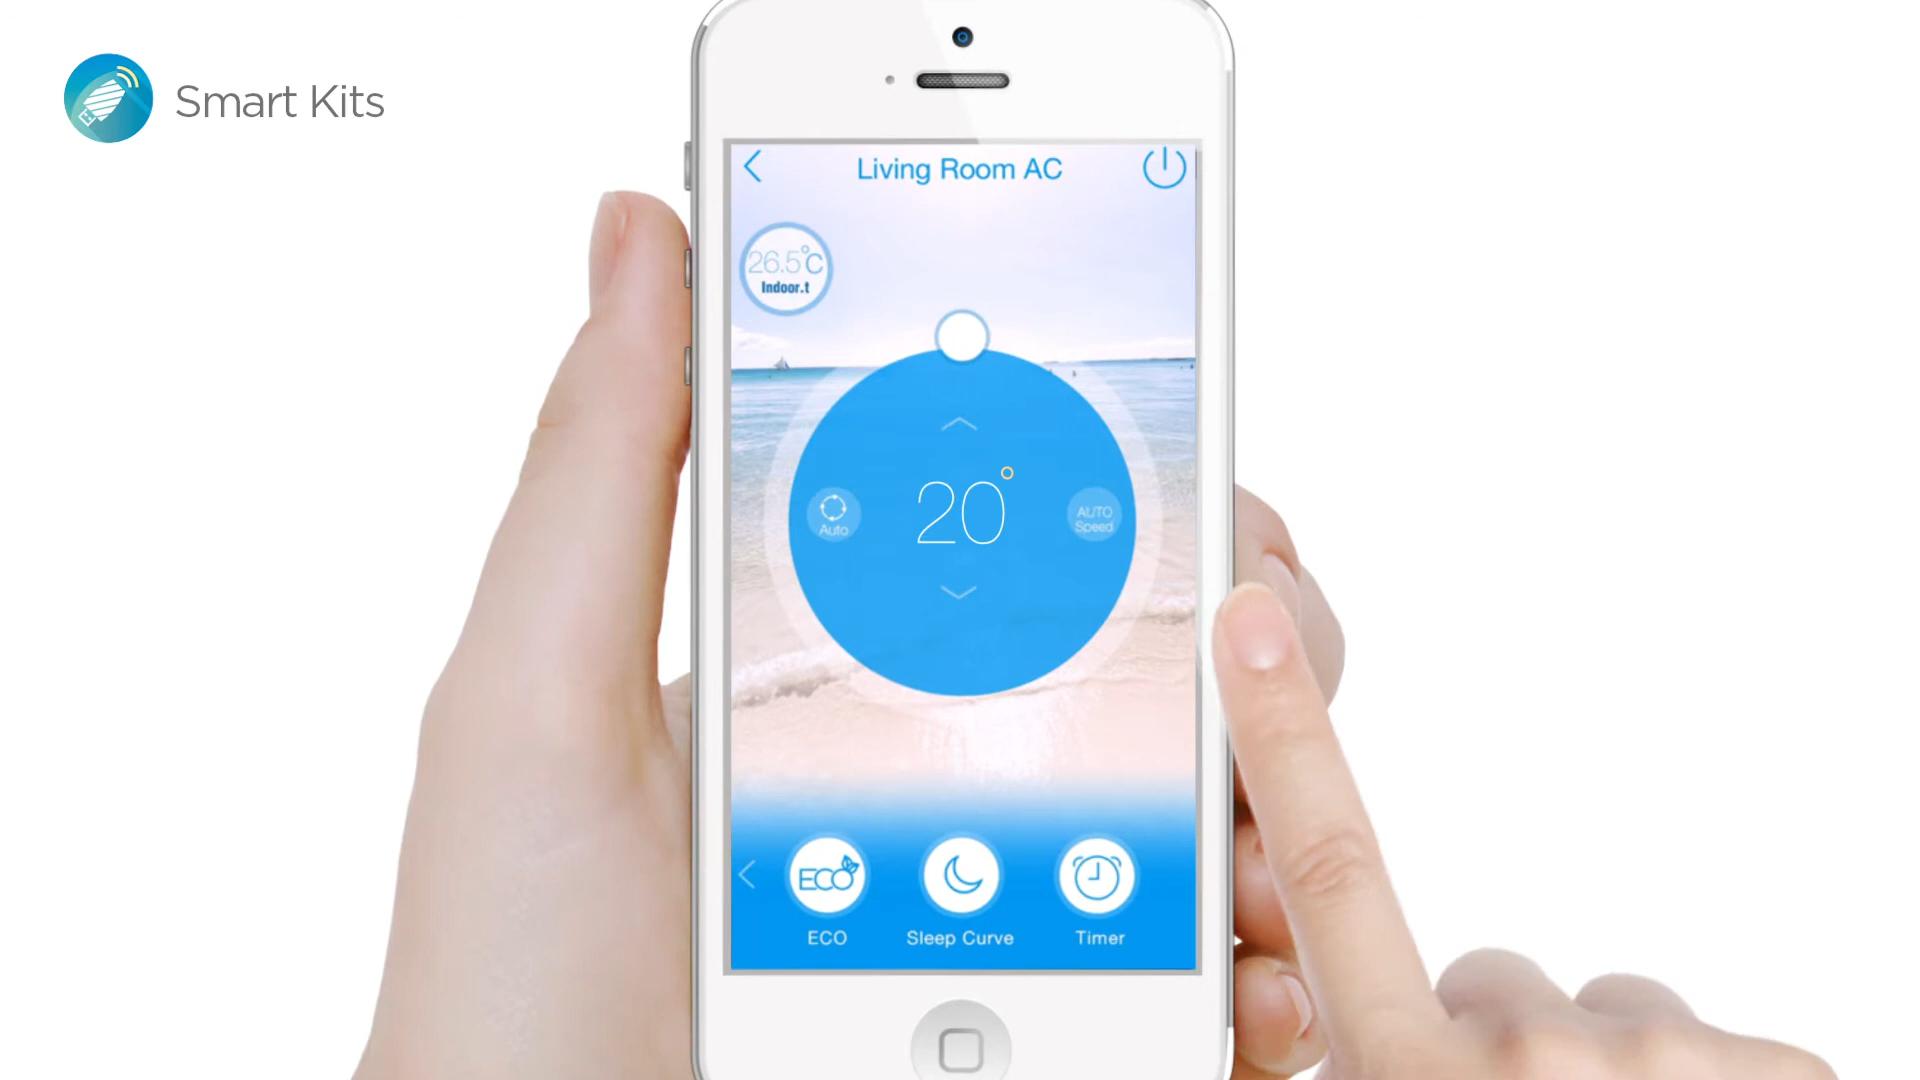 Smart Kits
Living Room AC
26.5°C
Indoor.t
20°
Auto
AUTO
Speed
ECO
ECO
Sleep Curve
Timer